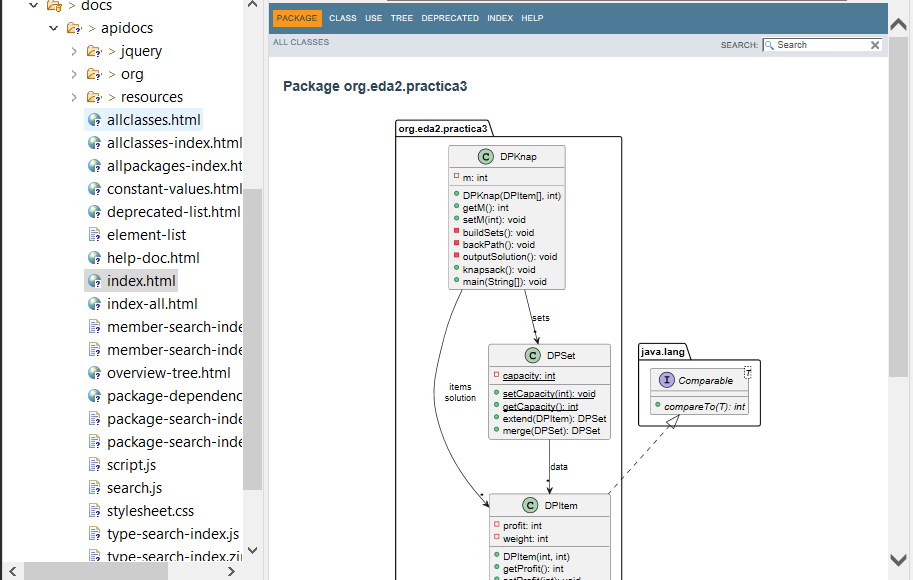 > docs
> apidocs
> jquery
> org
> resources
allclasses.html
allclasses-index.html
allpackages-index.ht
constant-values.html
deprecated-list.html
element-list
help-doc.html
index.html
index-all.html
member-search-inde
member-search-inde
overview-tree.html
package-dependenc
package-search-inde
package-search-inde
script.js
search.js
stylesheet.css
type-search-index.js
type-search-index.zi
PACKAGE CLASS USE TREE DEPRECATED INDEX HELP
ALL CLASSES
SEARCH: Search
Package org.eda2.practica3
org.eda2.practica3
C DPKnap
m: int
DPKnap(DPItem[], int)
getM(): int
setM(int): void
buildSets(): void
backPath(): void
outputSolution(): void
knapsack(): void
main(String[]): void
sets
*
C DPSet
capacity: int
setCapacity(int): void
getCapacity(): int
extend(DPItem): DPSet
merge(DPSet): DPSet
items
solution
java.lang
I Comparable
T
compareTo(T): int
data
*
*
C DPItem
profit: int
weight: int
DPItem(int, int)
getProfit(): int
setProfit(int): void